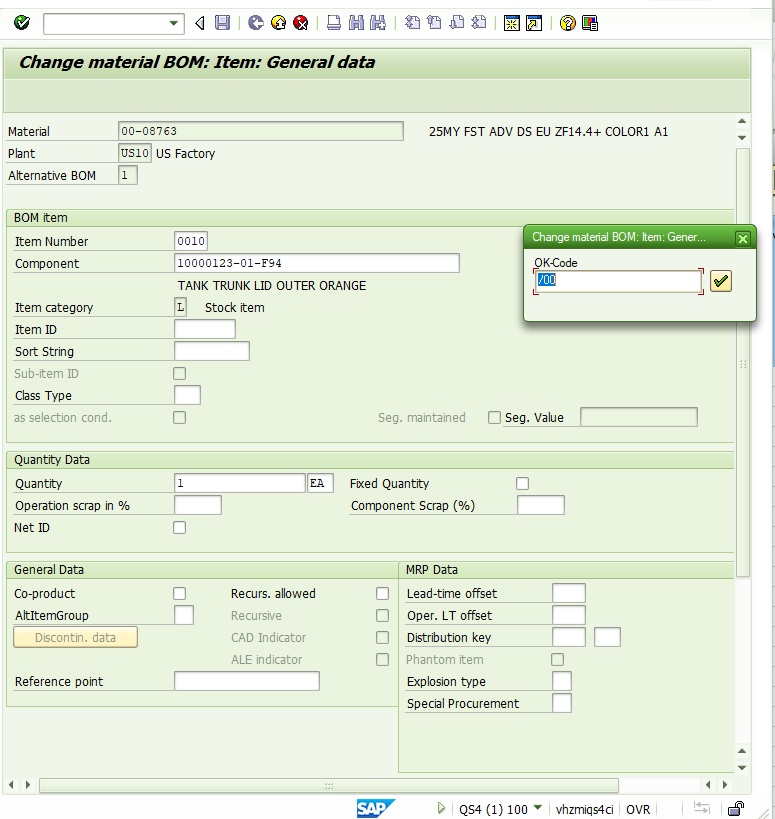 Change material BOM: Item: General data
Material 00-08763 25MY FST ADV DS EU ZF14.4+ COLOR1 A1
Plant US10 US Factory
Alternative BOM 1
BOM item
Change material BOM: Item: Gener...
Item Number 0010
OK-Code
Component 10000123-01-F94
/00
TANK TRUNK LID OUTER ORANGE
Item category L Stock item
Item ID
Sort String
Sub-item ID
Class Type
as selection cond. Seg. maintained Seg. Value
Quantity Data
Quantity 1 EA Fixed Quantity
Operation scrap in % Component Scrap (%)
Net ID
General Data MRP Data
Co-product Recurs. allowed Lead-time offset
AltItemGroup Recursive Oper. LT offset
Discontin. data CAD Indicator Distribution key
ALE indicator Phantom item
Reference point Explosion type
Special Procurement
SAP QS4 (1) 100 vhzmiqs4ci OVR